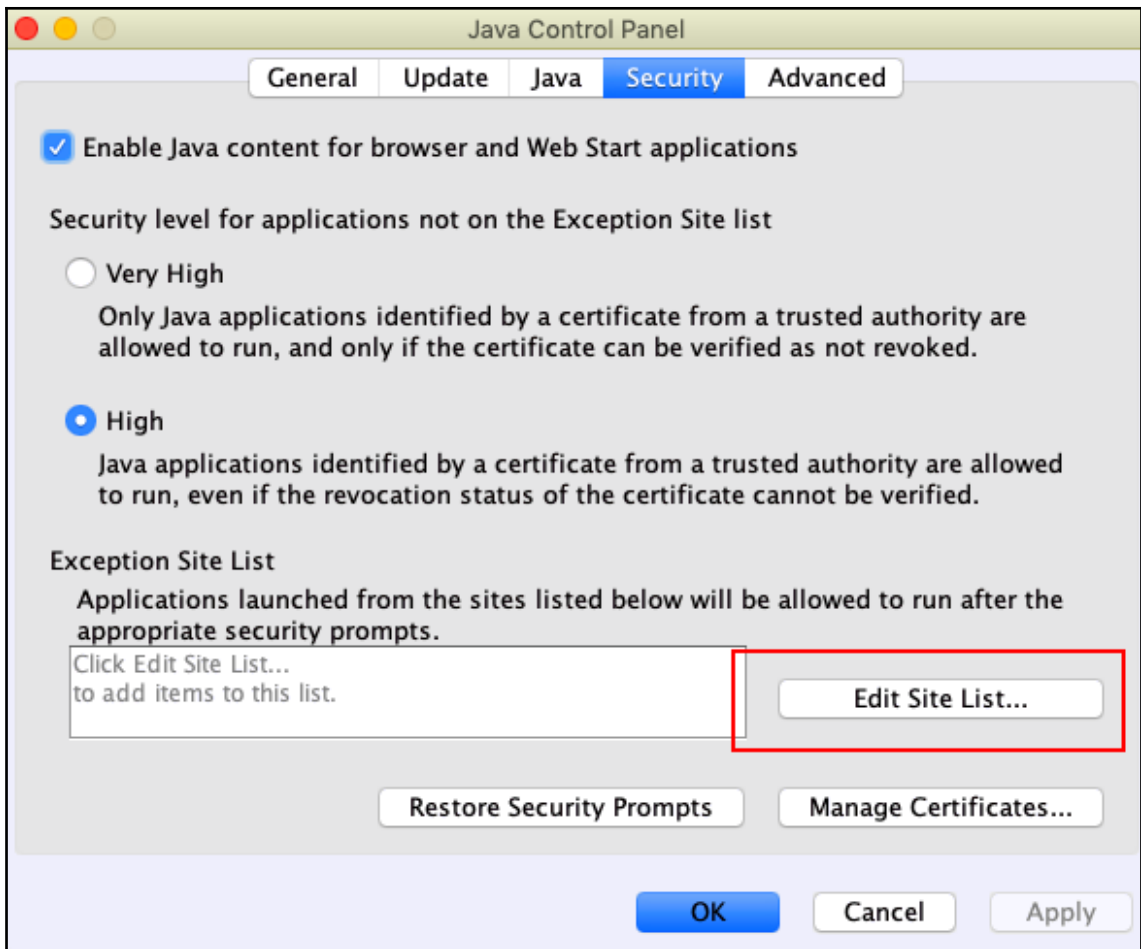 Java Control Panel
General Update Java Security Advanced
Enable Java content for browser and Web Start applications
Security level for applications not on the Exception Site list
Very High
Only Java applications identified by a certificate from a trusted authority are
allowed to run, and only if the certificate can be verified as not revoked.
High
Java applications identified by a certificate from a trusted authority are allowed
to run, even if the revocation status of the certificate cannot be verified.
Exception Site List
Applications launched from the sites listed below will be allowed to run after the
appropriate security prompts.
Click Edit Site List...
to add items to this list.
Edit Site List...
Restore Security Prompts Manage Certificates...
OK Cancel Apply